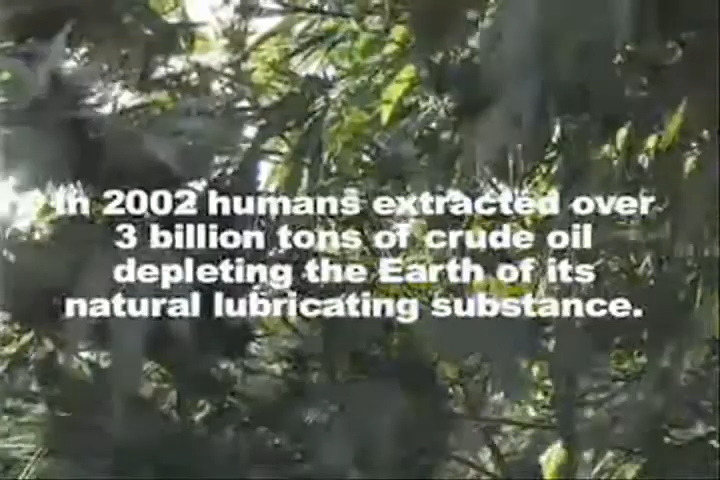 In 2002 humans extracted over
3 billion tons of crude oil
depleting the Earth of its
natural lubricating substance.